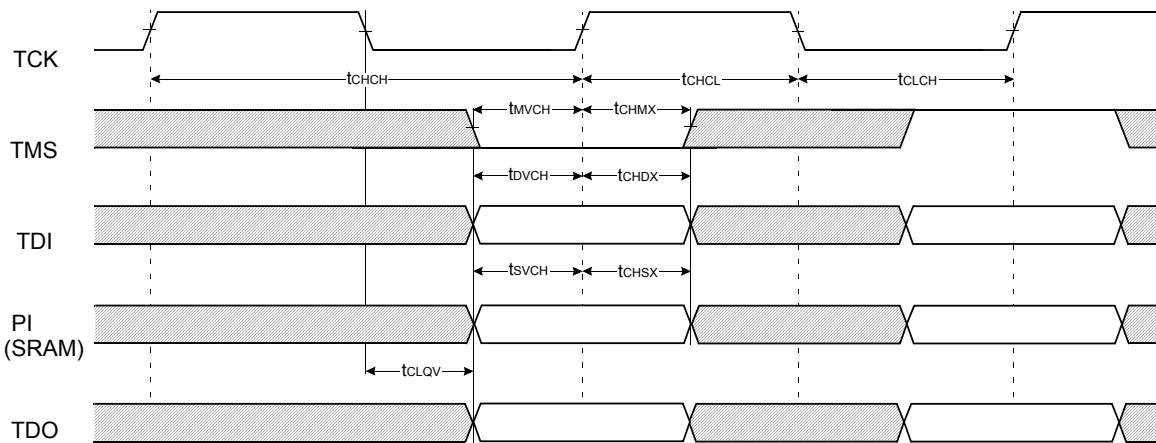 TCK
tCHCH
tCHCL
tCLCH
tMVCH
tCHMX
TMS
tDVCH
tCHDX
TDI
tSVCH
tCHSX
PI
(SRAM)
tCLQV
TDO